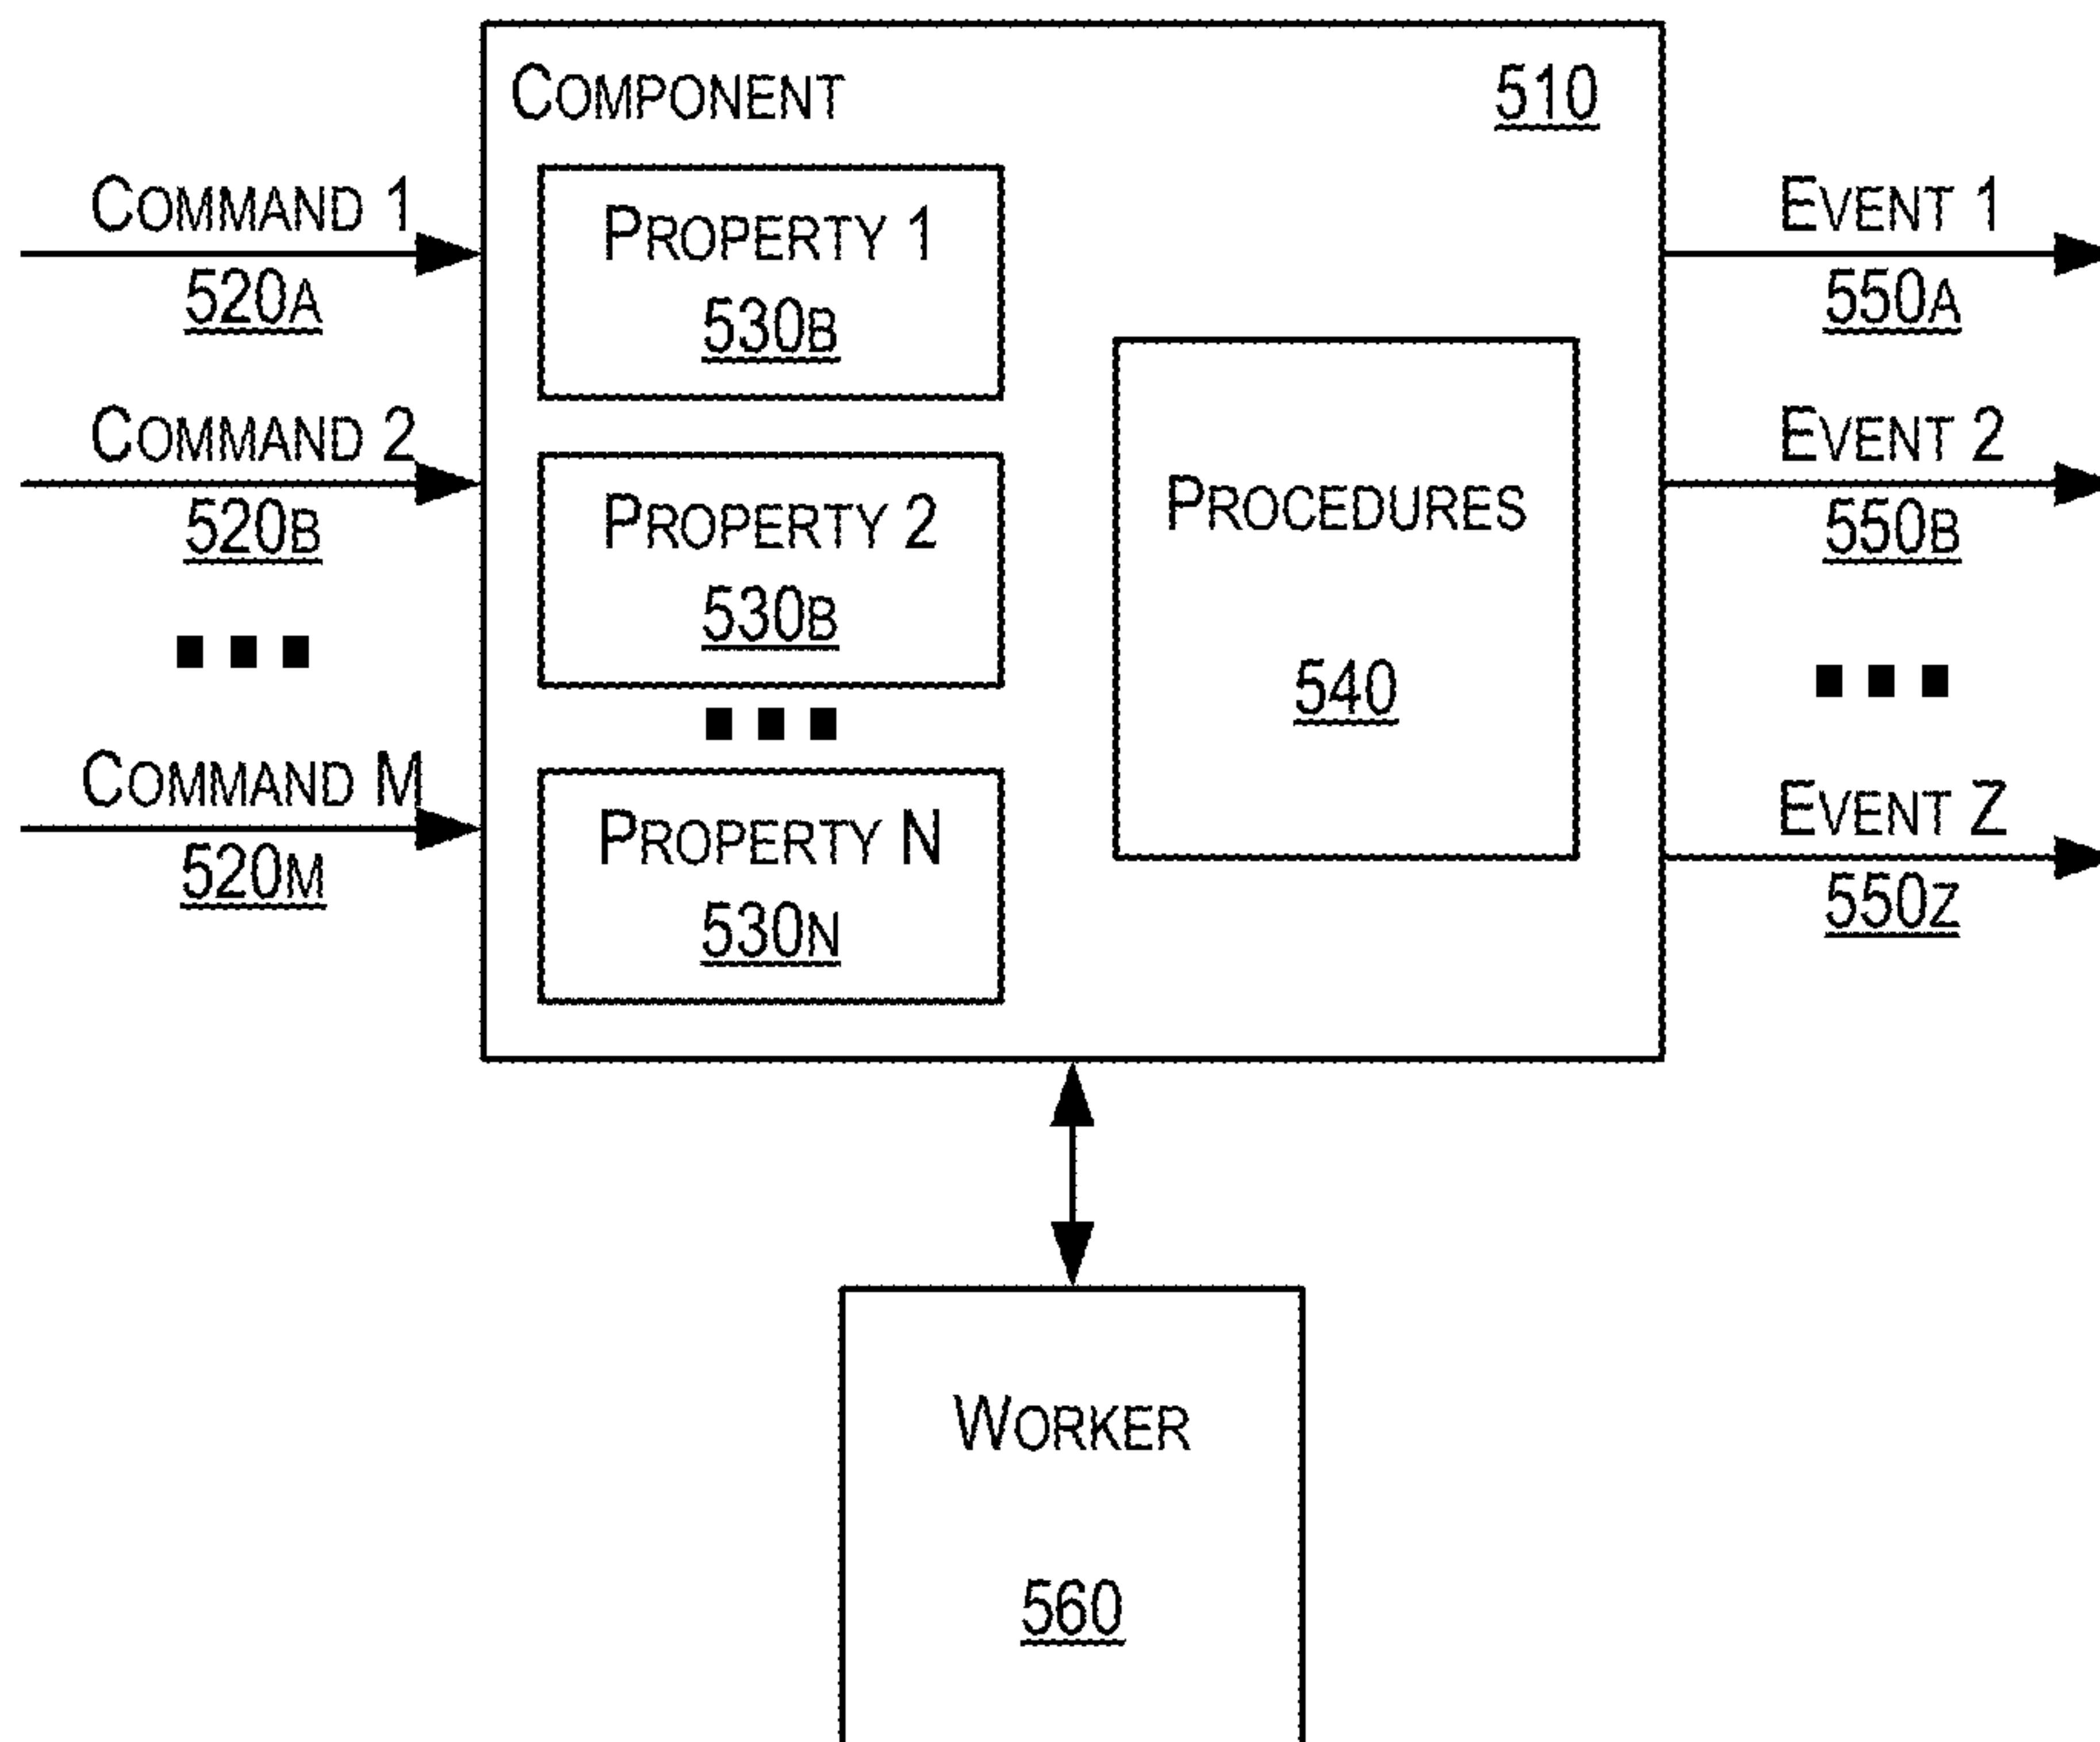 COMPONENT 510
COMMAND 1
520A
COMMAND 2
520B
COMMAND M
520M
PROPERTY 1
530B
PROPERTY 2
530B
PROPERTY N
530N
PROCEDURES
540
EVENT 1
550A
EVENT 2
550B
EVENT Z
550Z
WORKER
560